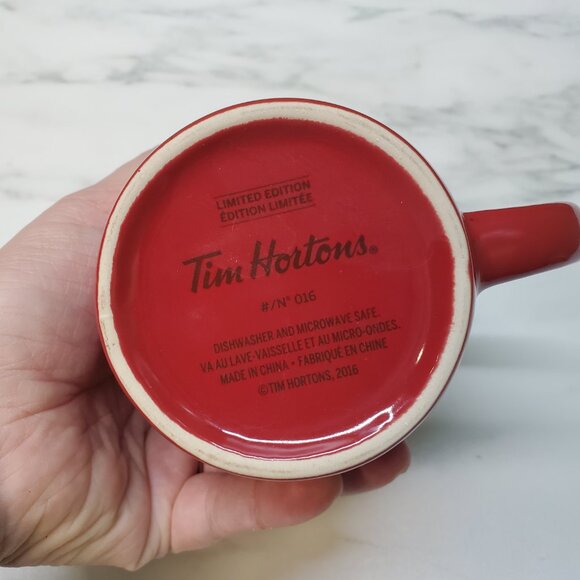 LIMITED EDITION
ÉDITION LIMITÉE
Tim Hortons®
#/N° 016
DISHWASHER AND MICROWAVE SAFE.
VA AU LAVE-VAISSELLE ET AU MICRO-ONDES.
MADE IN CHINA • FABRIQUÉ EN CHINE
©TIM HORTONS, 2016